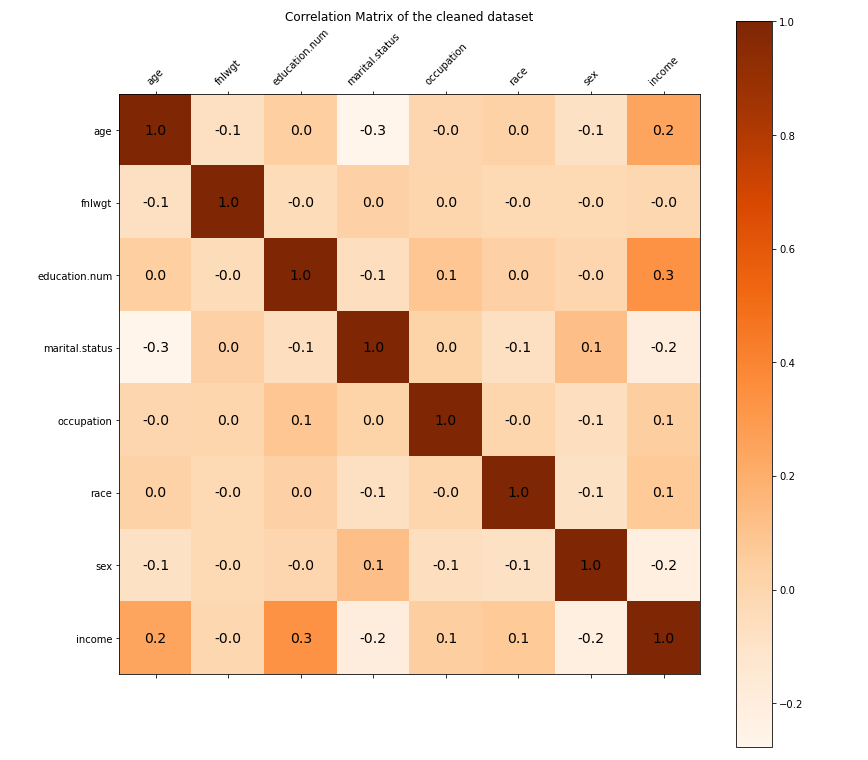 Correlation Matrix of the cleaned dataset
age fnlwgt education.num marital.status occupation race sex income
age 1.0 -0.1 0.0 -0.3 -0.0 0.0 -0.1 0.2
fnlwgt -0.1 1.0 -0.0 0.0 0.0 -0.0 -0.0 -0.0
education.num 0.0 -0.0 1.0 -0.1 0.1 0.0 -0.0 0.3
marital.status -0.3 0.0 -0.1 1.0 0.0 -0.1 0.1 -0.2
occupation -0.0 0.0 0.1 0.0 1.0 -0.0 -0.1 0.1
race 0.0 -0.0 0.0 -0.1 -0.0 1.0 -0.1 0.1
sex -0.1 -0.0 -0.0 0.1 -0.1 -0.1 1.0 -0.2
income 0.2 -0.0 0.3 -0.2 0.1 0.1 -0.2 1.0
1.0
0.8
0.6
0.4
0.2
0.0
−0.2